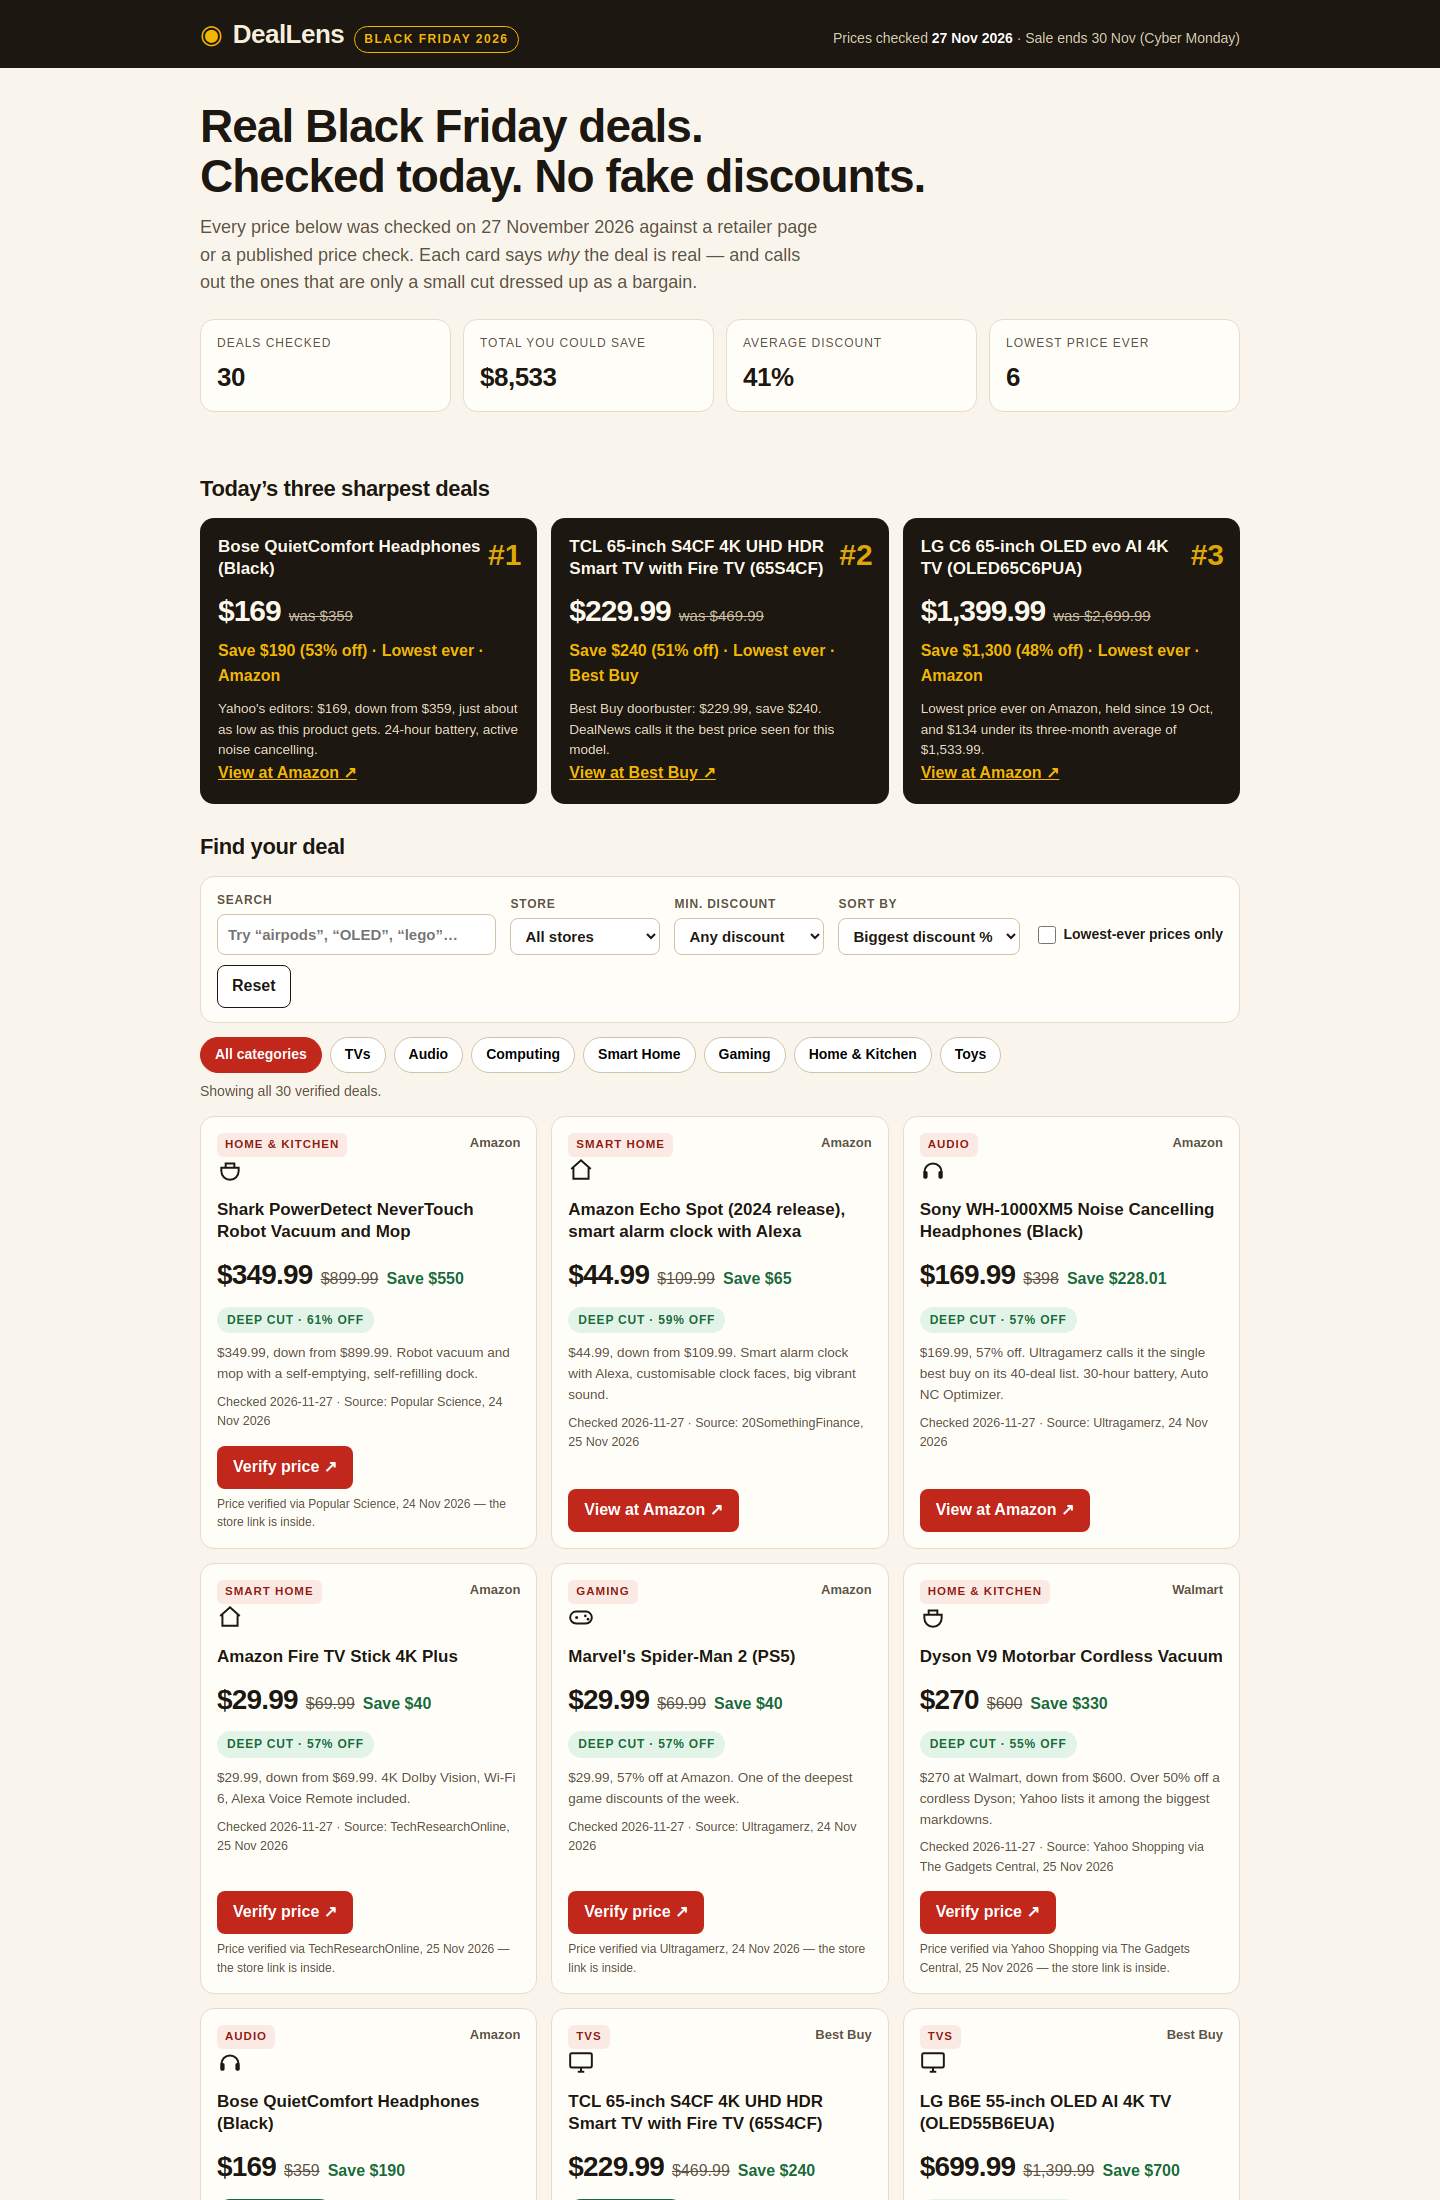 DealLens BLACK FRIDAY 2026
Prices checked 27 Nov 2026 · Sale ends 30 Nov (Cyber Monday)
Real Black Friday deals.
Checked today. No fake discounts.
Every price below was checked on 27 November 2026 against a retailer page
or a published price check. Each card says why the deal is real — and calls
out the ones that are only a small cut dressed up as a bargain.
DEALS CHECKED
30
TOTAL YOU COULD SAVE
$8,533
AVERAGE DISCOUNT
41%
LOWEST PRICE EVER
6
Today’s three sharpest deals
Bose QuietComfort Headphones
(Black)
#1
$169 was $359
Save $190 (53% off) · Lowest ever ·
Amazon
Yahoo's editors: $169, down from $359, just about
as low as this product gets. 24-hour battery, active
noise cancelling.
View at Amazon ↗
TCL 65-inch S4CF 4K UHD HDR
Smart TV with Fire TV (65S4CF)
#2
$229.99 was $469.99
Save $240 (51% off) · Lowest ever ·
Best Buy
Best Buy doorbuster: $229.99, save $240.
DealNews calls it the best price seen for this
model.
View at Best Buy ↗
LG C6 65-inch OLED evo AI 4K
TV (OLED65C6PUA)
#3
$1,399.99 was $2,699.99
Save $1,300 (48% off) · Lowest ever ·
Amazon
Lowest price ever on Amazon, held since 19 Oct,
and $134 under its three-month average of
$1,533.99.
View at Amazon ↗
Find your deal
SEARCH
Try “airpods”, “OLED”, “lego”…
STORE
All stores
MIN. DISCOUNT
Any discount
SORT BY
Biggest discount %
Lowest-ever prices only
Reset
All categories
TVs
Audio
Computing
Smart Home
Gaming
Home & Kitchen
Toys
Showing all 30 verified deals.
HOME & KITCHEN
Amazon
Shark PowerDetect NeverTouch
Robot Vacuum and Mop
$349.99 $899.99 Save $550
DEEP CUT · 61% OFF
$349.99, down from $899.99. Robot vacuum and
mop with a self-emptying, self-refilling dock.
Checked 2026-11-27 · Source: Popular Science, 24
Nov 2026
Verify price ↗
Price verified via Popular Science, 24 Nov 2026 — the
store link is inside.
SMART HOME
Amazon
Amazon Echo Spot (2024 release),
smart alarm clock with Alexa
$44.99 $109.99 Save $65
DEEP CUT · 59% OFF
$44.99, down from $109.99. Smart alarm clock
with Alexa, customisable clock faces, big vibrant
sound.
Checked 2026-11-27 · Source: 20SomethingFinance,
25 Nov 2026
View at Amazon ↗
AUDIO
Amazon
Sony WH-1000XM5 Noise Cancelling
Headphones (Black)
$169.99 $398 Save $228.01
DEEP CUT · 57% OFF
$169.99, 57% off. Ultragamerz calls it the single
best buy on its 40-deal list. 30-hour battery, Auto
NC Optimizer.
Checked 2026-11-27 · Source: Ultragamerz, 24 Nov
2026
View at Amazon ↗
SMART HOME
Amazon
Amazon Fire TV Stick 4K Plus
$29.99 $69.99 Save $40
DEEP CUT · 57% OFF
$29.99, down from $69.99. 4K Dolby Vision, Wi-Fi
6, Alexa Voice Remote included.
Checked 2026-11-27 · Source: TechResearchOnline,
25 Nov 2026
Verify price ↗
Price verified via TechResearchOnline, 25 Nov 2026 —
the store link is inside.
GAMING
Amazon
Marvel's Spider-Man 2 (PS5)
$29.99 $69.99 Save $40
DEEP CUT · 57% OFF
$29.99, 57% off at Amazon. One of the deepest
game discounts of the week.
Checked 2026-11-27 · Source: Ultragamerz, 24 Nov
2026
Verify price ↗
Price verified via Ultragamerz, 24 Nov 2026 — the store
link is inside.
HOME & KITCHEN
Walmart
Dyson V9 Motorbar Cordless Vacuum
$270 $600 Save $330
DEEP CUT · 55% OFF
$270 at Walmart, down from $600. Over 50% off a
cordless Dyson; Yahoo lists it among the biggest
markdowns.
Checked 2026-11-27 · Source: Yahoo Shopping via
The Gadgets Central, 25 Nov 2026
Verify price ↗
Price verified via Yahoo Shopping via The Gadgets
Central, 25 Nov 2026 — the store link is inside.
AUDIO
Amazon
Bose QuietComfort Headphones
(Black)
$169 $359 Save $190
TVS
Best Buy
TCL 65-inch S4CF 4K UHD HDR
Smart TV with Fire TV (65S4CF)
$229.99 $469.99 Save $240
TVS
Best Buy
LG B6E 55-inch OLED AI 4K TV
(OLED55B6EUA)
$699.99 $1,399.99 Save $700